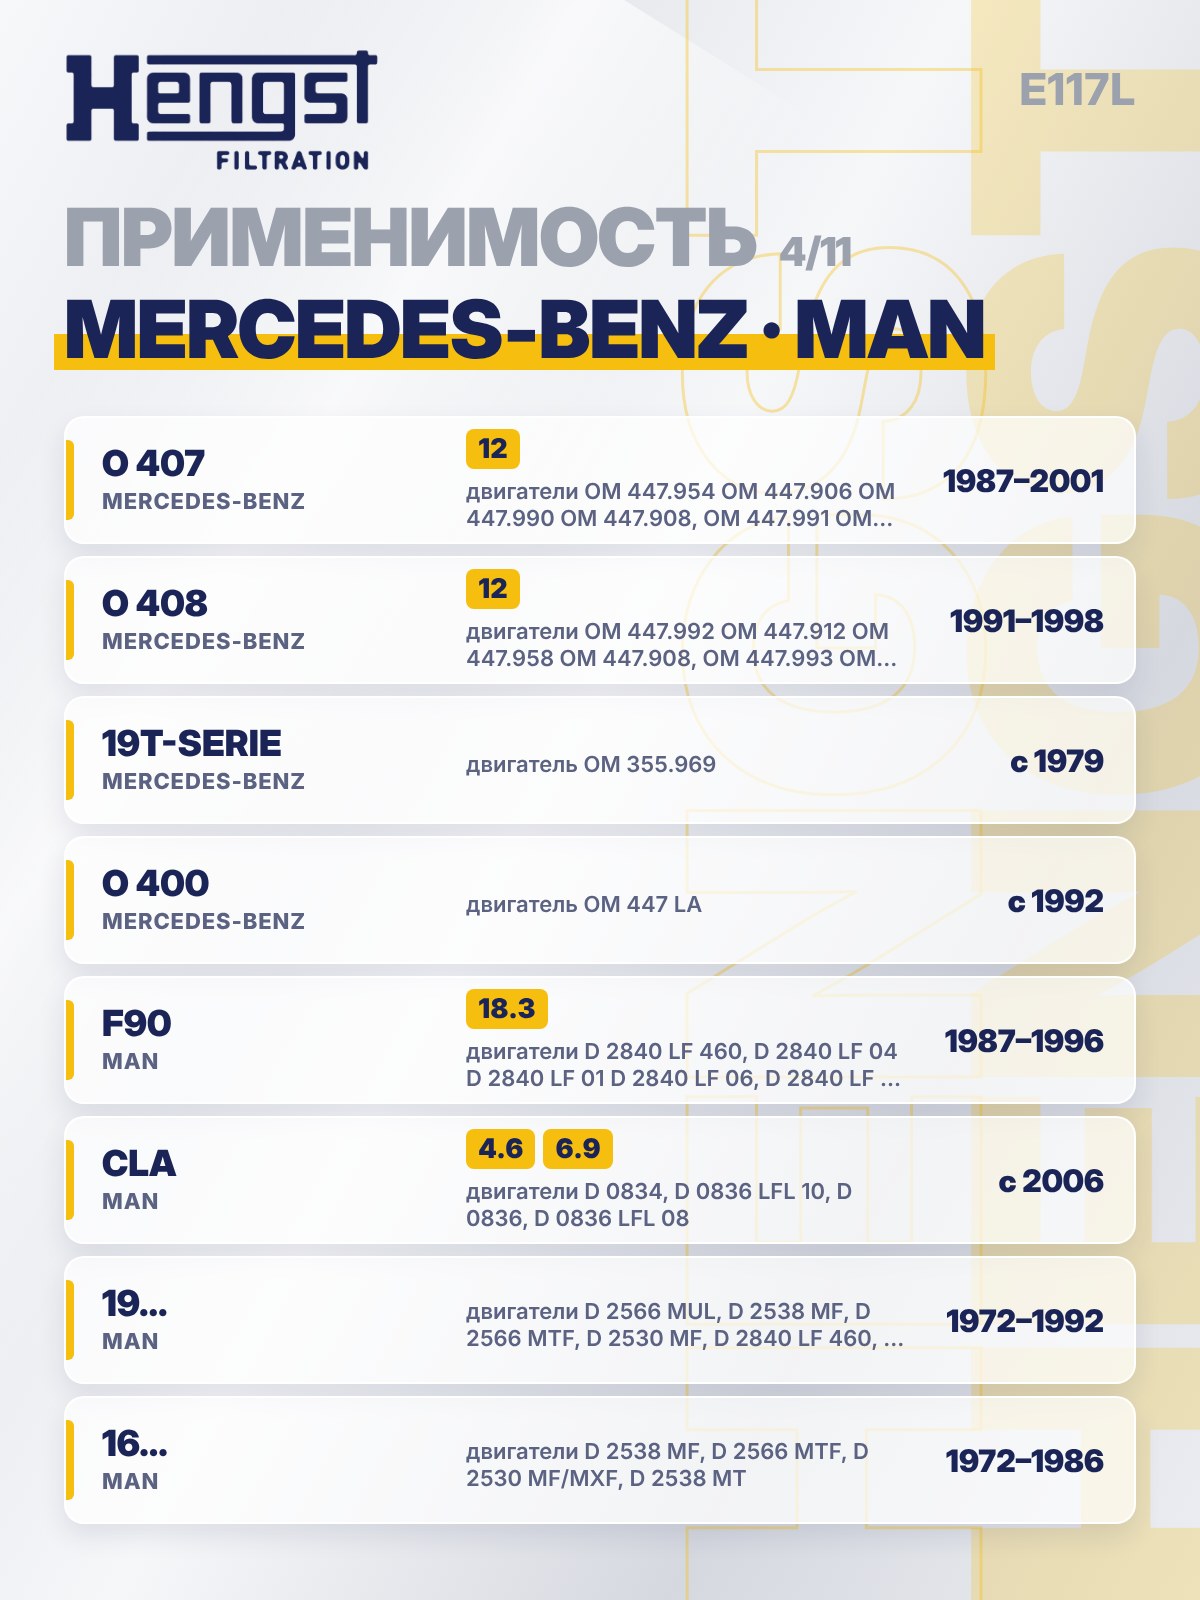 Hengst
FILTRATION
E117L
ПРИМЕНИМОСТЬ 4/11
MERCEDES-BENZ · MAN
O 407
MERCEDES-BENZ
12
двигатели OM 447.954 OM 447.906 OM
447.990 OM 447.908, OM 447.991 OM...
1987–2001
O 408
MERCEDES-BENZ
12
двигатели OM 447.992 OM 447.912 OM
447.958 OM 447.908, OM 447.993 OM...
1991–1998
19T-SERIE
MERCEDES-BENZ
двигатель OM 355.969
с 1979
O 400
MERCEDES-BENZ
двигатель OM 447 LA
с 1992
F90
MAN
18.3
двигатели D 2840 LF 460, D 2840 LF 04
D 2840 LF 01 D 2840 LF 06, D 2840 LF ...
1987–1996
CLA
MAN
4.6 6.9
двигатели D 0834, D 0836 LFL 10, D
0836, D 0836 LFL 08
с 2006
19...
MAN
двигатели D 2566 MUL, D 2538 MF, D
2566 MTF, D 2530 MF, D 2840 LF 460, ...
1972–1992
16...
MAN
двигатели D 2538 MF, D 2566 MTF, D
2530 MF/MXF, D 2538 MT
1972–1986
HENGST